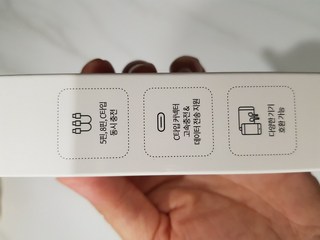 5핀, 8핀, C타입
동시 충전
C타입 커넥터
고속충전 &
데이터 전송 지원
다양한 기기
호환 가능